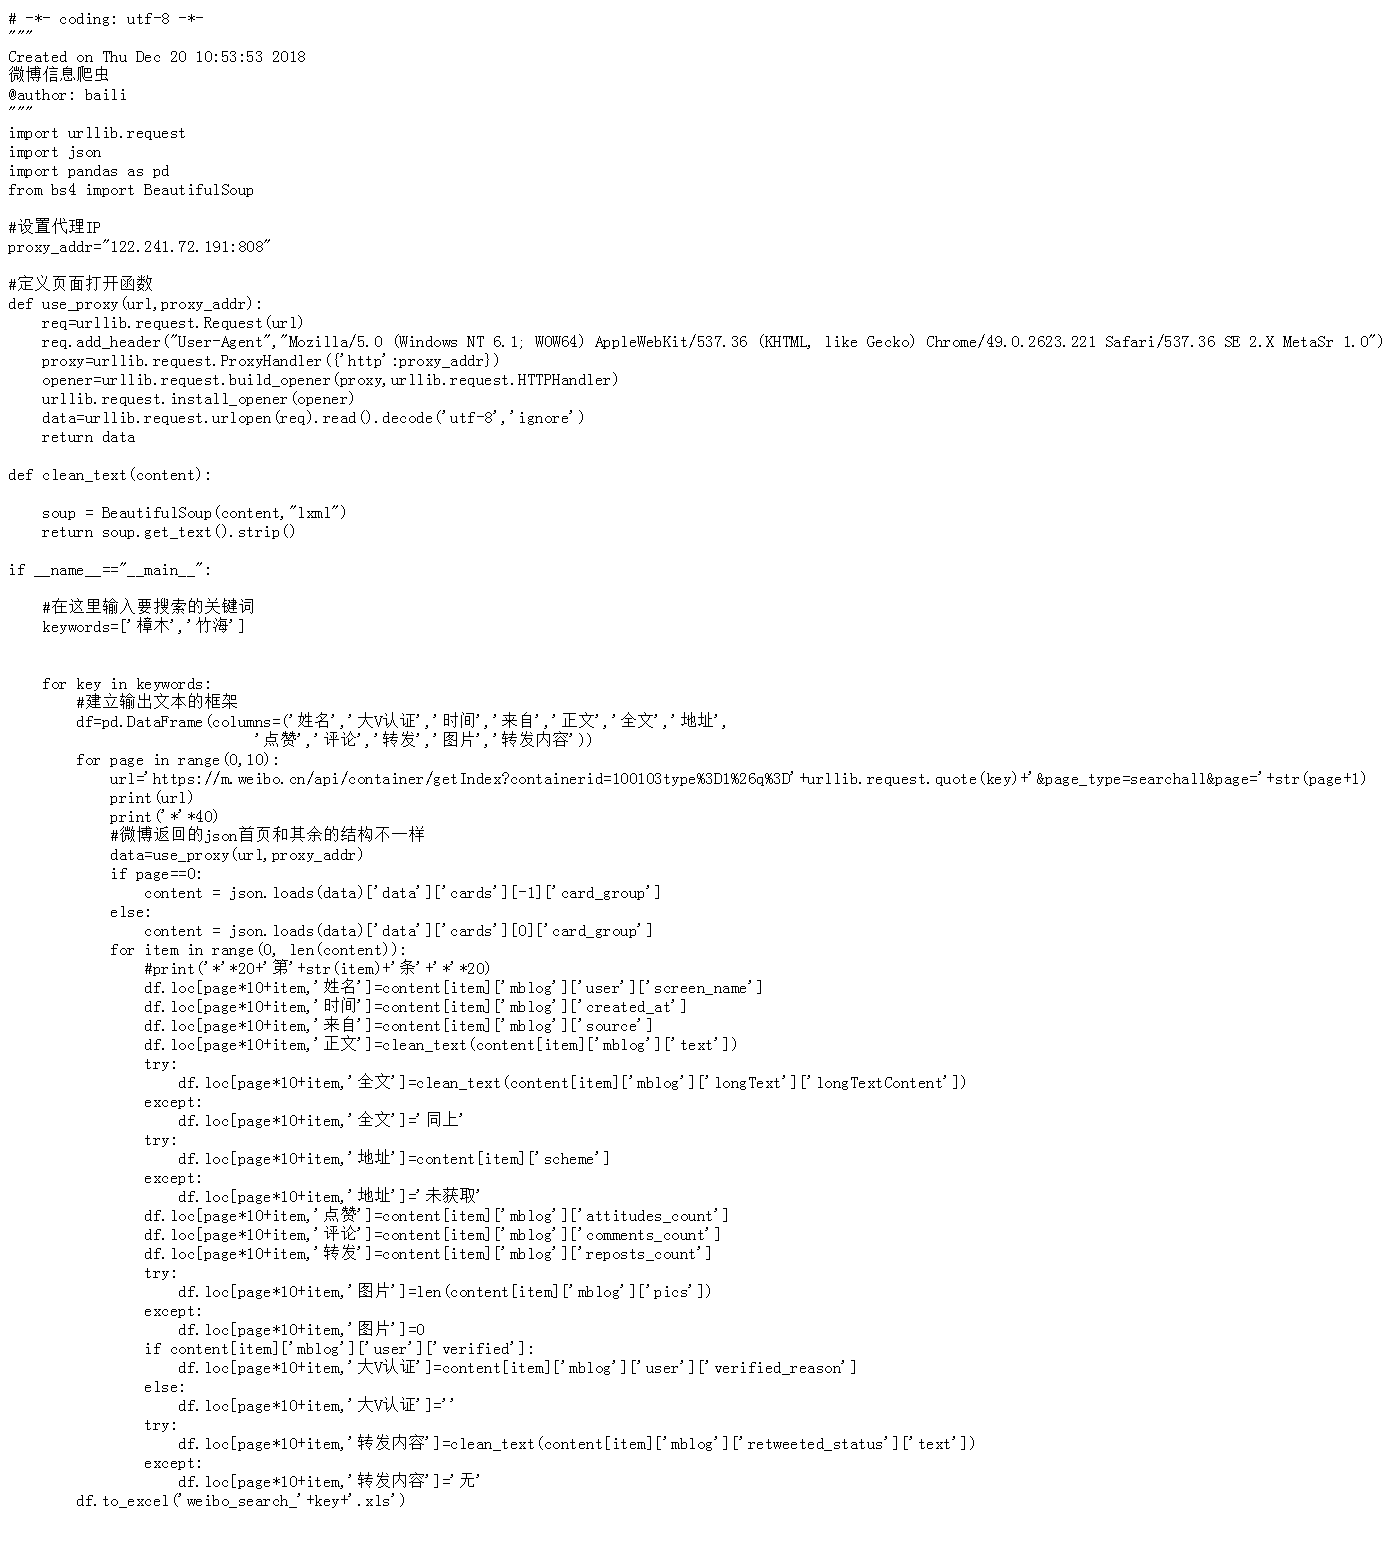 # -*- coding: utf-8 -*-
"""
Created on Thu Dec 20 10:53:53 2018
微博信息爬虫
@author: baili
"""
import urllib.request
import json
import pandas as pd
from bs4 import BeautifulSoup
#设置代理IP
proxy_addr="122.241.72.191:808"
#定义页面打开函数
def use_proxy(url,proxy_addr):
    req=urllib.request.Request(url)
    req.add_header("User-Agent","Mozilla/5.0 (Windows NT 6.1; WOW64) AppleWebKit/537.36 (KHTML, like Gecko) Chrome/49.0.2623.221 Safari/537.36 SE 2.X MetaSr 1.0")
    proxy=urllib.request.ProxyHandler({'http':proxy_addr})
    opener=urllib.request.build_opener(proxy,urllib.request.HTTPHandler)
    urllib.request.install_opener(opener)
    data=urllib.request.urlopen(req).read().decode('utf-8','ignore')
    return data
def clean_text(content):
    soup = BeautifulSoup(content,"lxml")
    return soup.get_text().strip()
if __name__=="__main__":
    #在这里输入要搜索的关键词
    keywords=['樟木','竹海']
    for key in keywords:
        #建立输出文本的框架
        df=pd.DataFrame(columns=('姓名','大V认证','时间','来自','正文','全文','地址',
                             '点赞','评论','转发','图片','转发内容'))
        for page in range(0,10):
            url='https://m.weibo.cn/api/container/getIndex?containerid=100103type%3D1%26q%3D'+urllib.request.quote(key)+'&page_type=searchall&page='+str(page+1)
            print(url)
            print('*'*40)
            #微博返回的json首页和其余的结构不一样
            data=use_proxy(url,proxy_addr)
            if page==0:
                content = json.loads(data)['data']['cards'][-1]['card_group']
            else:
                content = json.loads(data)['data']['cards'][0]['card_group']
            for item in range(0, len(content)):
                #print('*'*20+'第'+str(item)+'条'+'*'*20)
                df.loc[page*10+item,'姓名']=content[item]['mblog']['user']['screen_name']
                df.loc[page*10+item,'时间']=content[item]['mblog']['created_at']
                df.loc[page*10+item,'来自']=content[item]['mblog']['source']
                df.loc[page*10+item,'正文']=clean_text(content[item]['mblog']['text'])
                try:
                    df.loc[page*10+item,'全文']=clean_text(content[item]['mblog']['longText']['longTextContent'])
                except:
                    df.loc[page*10+item,'全文']='同上'
                try:
                    df.loc[page*10+item,'地址']=content[item]['scheme']
                except:
                    df.loc[page*10+item,'地址']='未获取'
                df.loc[page*10+item,'点赞']=content[item]['mblog']['attitudes_count']
                df.loc[page*10+item,'评论']=content[item]['mblog']['comments_count']
                df.loc[page*10+item,'转发']=content[item]['mblog']['reposts_count']
                try:
                    df.loc[page*10+item,'图片']=len(content[item]['mblog']['pics'])
                except:
                    df.loc[page*10+item,'图片']=0
                if content[item]['mblog']['user']['verified']:
                    df.loc[page*10+item,'大V认证']=content[item]['mblog']['user']['verified_reason']
                else:
                    df.loc[page*10+item,'大V认证']=''
                try:
                    df.loc[page*10+item,'转发内容']=clean_text(content[item]['mblog']['retweeted_status']['text'])
                except:
                    df.loc[page*10+item,'转发内容']='无'
        df.to_excel('weibo_search_'+key+'.xls')